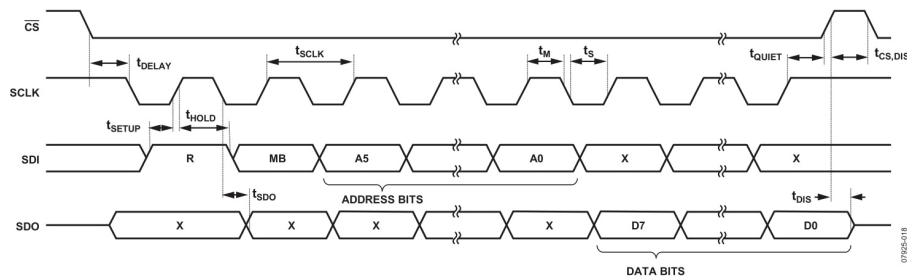 CS
tDELAY
tSCLK
tM
tS
tQUIET
tCS,DIS
SCLK
tSETUP
tHOLD
SDI
R
MB
A5
A0
X
X
tSDO
ADDRESS BITS
tDIS
SDO
X
X
X
X
D7
D0
DATA BITS
07925-018